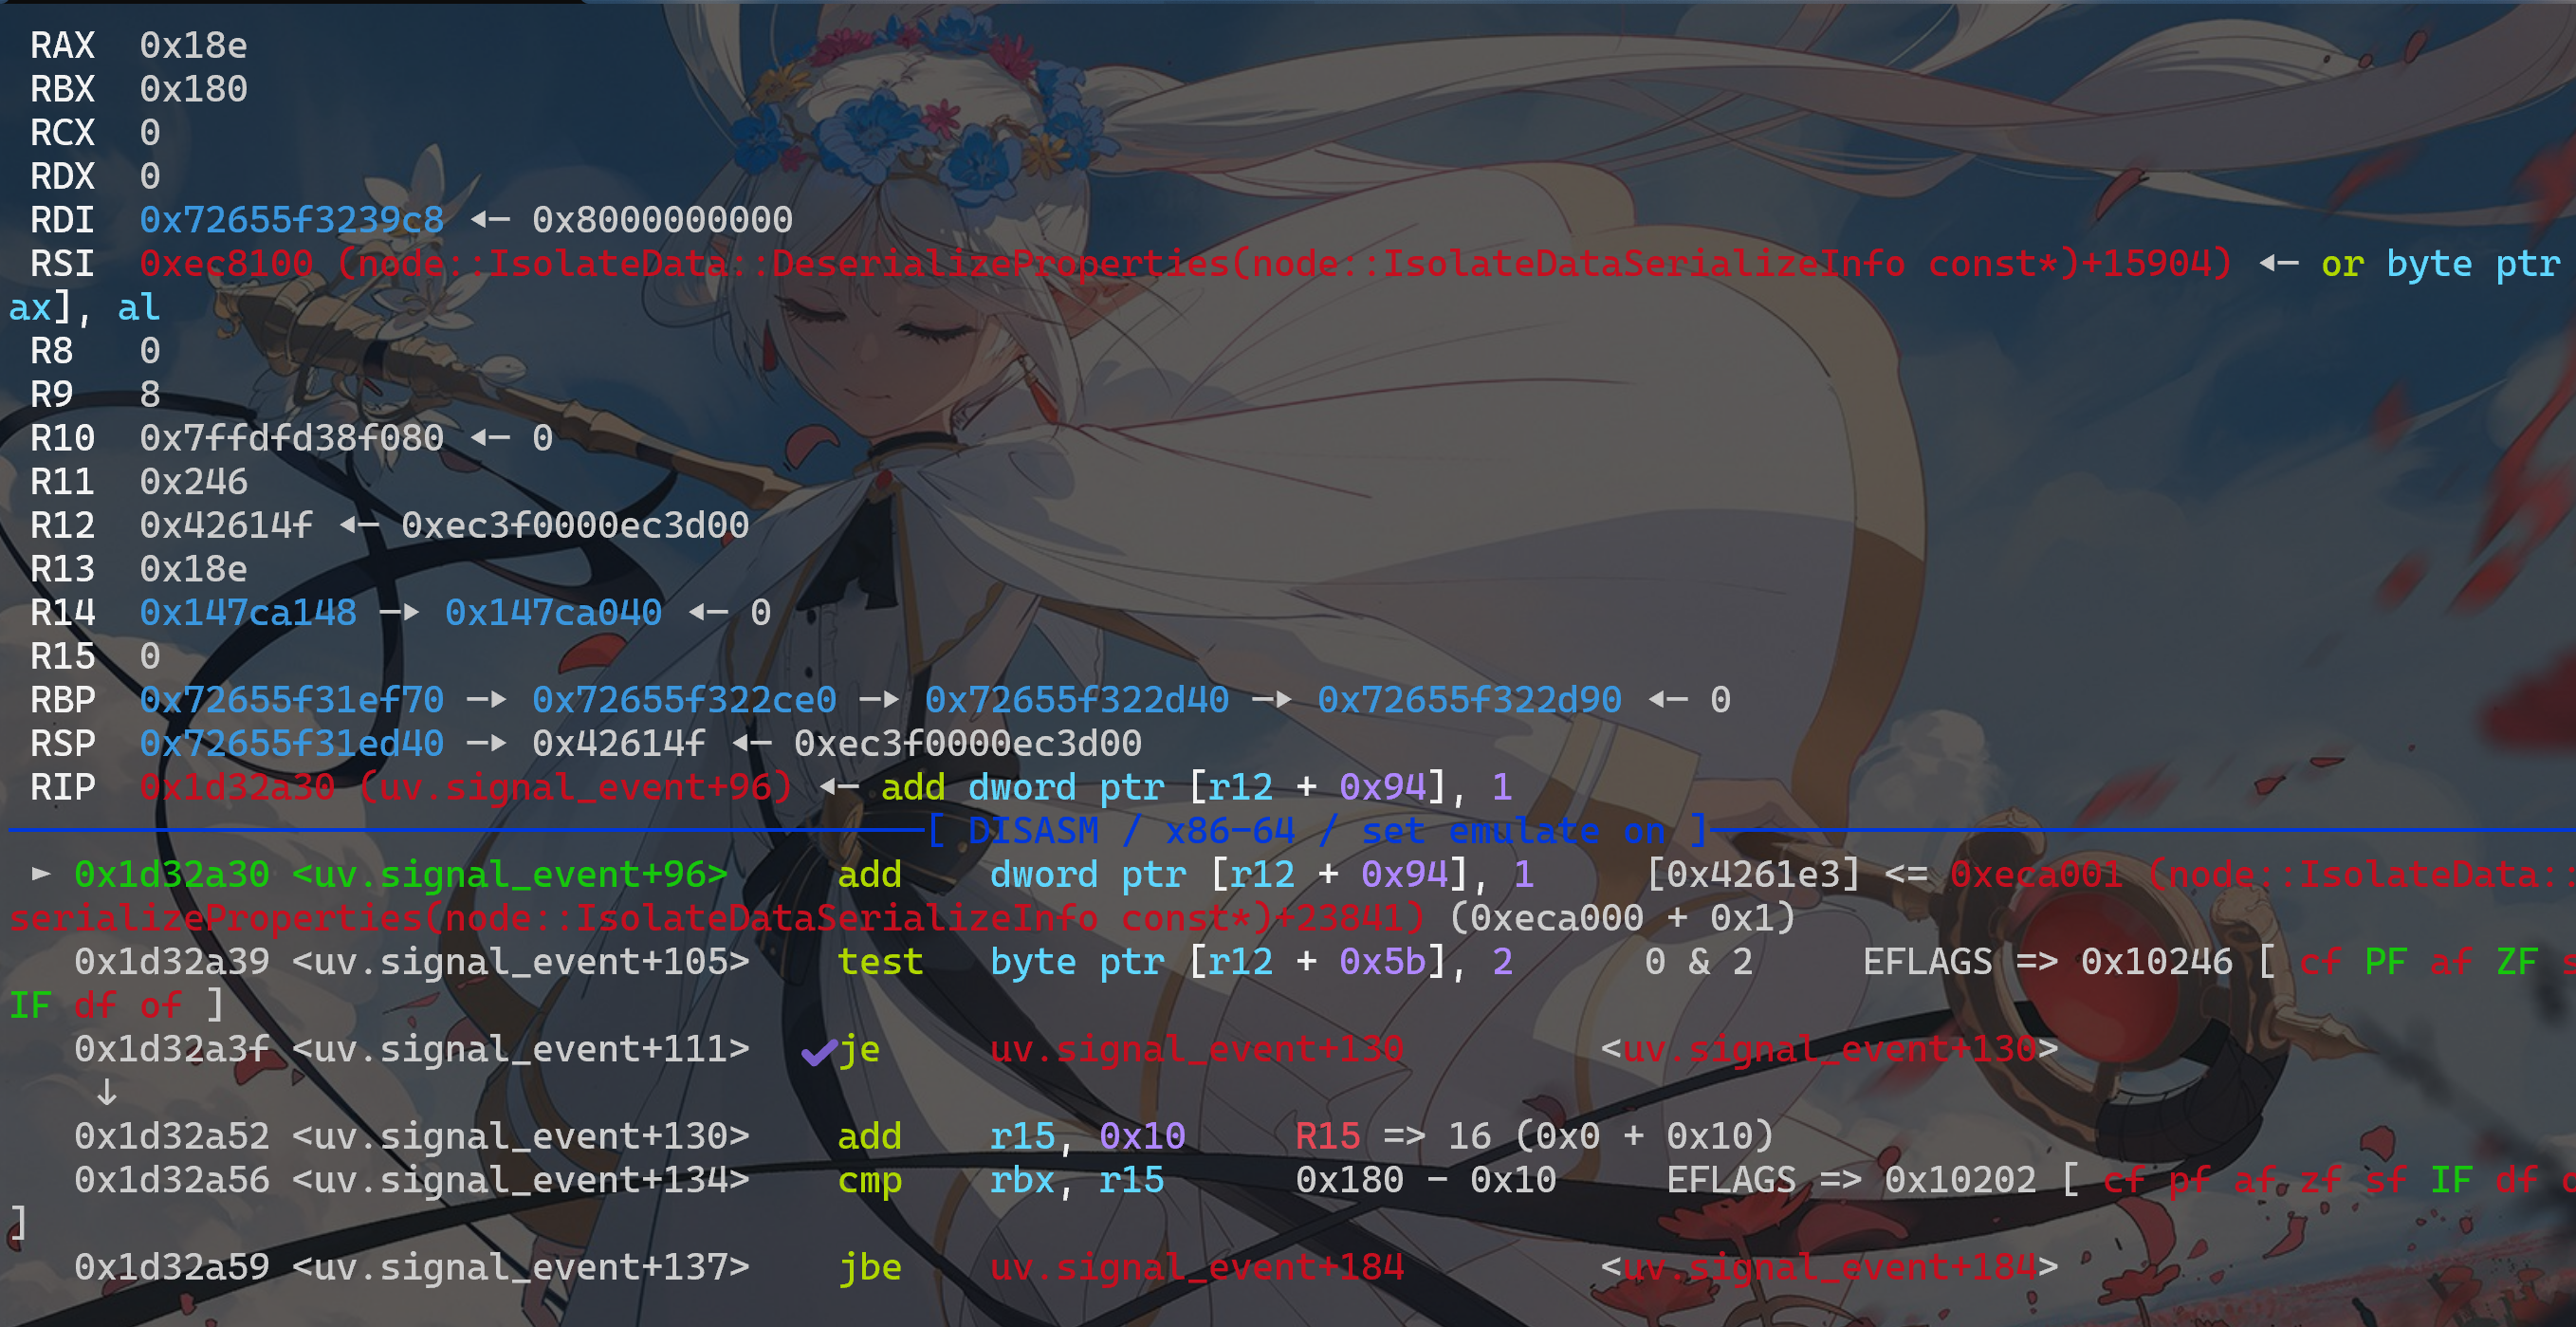 RAX 0x18e
RBX 0x180
RCX 0
RDX 0
RDI 0x72655f3239c8 ◂— 0x8000000000
RSI 0xec8100 (node::IsolateData::DeserializeProperties(node::IsolateDataSerializeInfo const*)+15904) ◂— or byte ptr
ax], al
R8 0
R9 8
R10 0x7ffdfd38f080 ◂— 0
R11 0x246
R12 0x42614f ◂— 0xec3f0000ec3d00
R13 0x18e
R14 0x147ca148 —▸ 0x147ca040 ◂— 0
R15 0
RBP 0x72655f31ef70 —▸ 0x72655f322ce0 —▸ 0x72655f322d40 —▸ 0x72655f322d90 ◂— 0
RSP 0x72655f31ed40 —▸ 0x42614f ◂— 0xec3f0000ec3d00
RIP 0x1d32a30 (uv.signal_event+96) ◂— add dword ptr [r12 + 0x94], 1
[ DISASM / x86-64 / set emulate on ]
► 0x1d32a30 <uv.signal_event+96> add dword ptr [r12 + 0x94], 1 [0x4261e3] <= 0xeca001 (node::IsolateData::
serializeProperties(node::IsolateDataSerializeInfo const*)+23841) (0xeca000 + 0x1)
0x1d32a39 <uv.signal_event+105> test byte ptr [r12 + 0x5b], 2 0 & 2 EFLAGS => 0x10246 [ cf PF af ZF s
IF df of ]
0x1d32a3f <uv.signal_event+111> ✔ je uv.signal_event+130 <uv.signal_event+130>
↓
0x1d32a52 <uv.signal_event+130> add r15, 0x10 R15 => 16 (0x0 + 0x10)
0x1d32a56 <uv.signal_event+134> cmp rbx, r15 0x180 - 0x10 EFLAGS => 0x10202 [ cf pf af zf sf IF df o
]
0x1d32a59 <uv.signal_event+137> jbe uv.signal_event+184 <uv.signal_event+184>